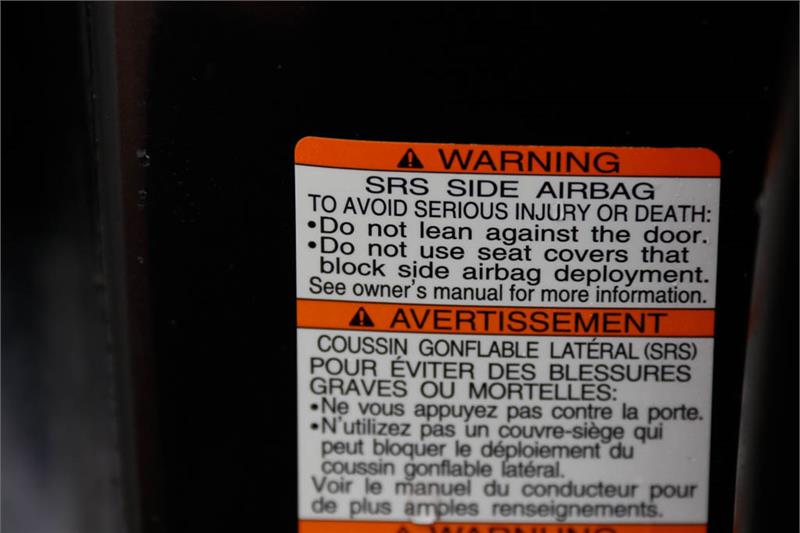 ⚠ WARNING
SRS SIDE AIRBAG
TO AVOID SERIOUS INJURY OR DEATH:
•Do not lean against the door.
•Do not use seat covers that
block side airbag deployment.
See owner's manual for more information.
⚠ AVERTISSEMENT
COUSSIN GONFLABLE LATÉRAL (SRS)
POUR ÉVITER DES BLESSURES
GRAVES OU MORTELLES:
•Ne vous appuyez pas contre la porte.
•N'utilizez pas un couvre-siège qui
peut bloquer le déploiement du
coussin gonflable latéral.
Voir le manuel du conducteur pour
de plus amples renseignements.
⚠ WARNUNG